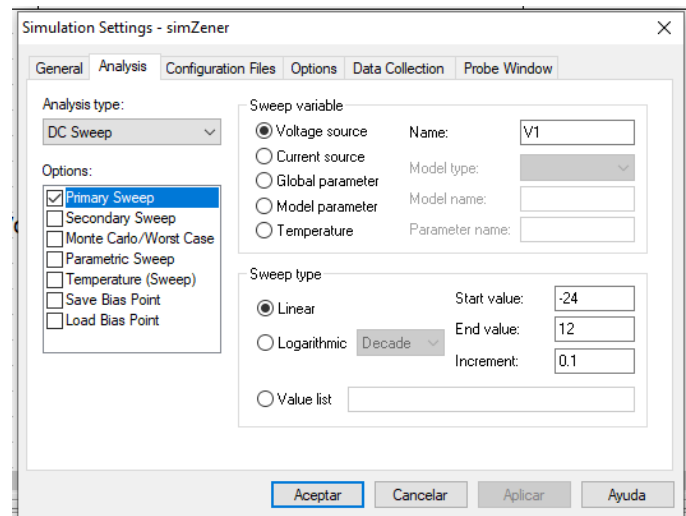 Simulation Settings - simZener
General Analysis Configuration Files Options Data Collection Probe Window
Analysis type:
DC Sweep
Options:
Primary Sweep
Secondary Sweep
Monte Carlo/Worst Case
Parametric Sweep
Temperature (Sweep)
Save Bias Point
Load Bias Point
Sweep variable
Voltage source Name: V1
Current source
Model type:
Global parameter
Model parameter Model name:
Temperature Parameter name:
Sweep type
Linear
Start value: -24
End value: 12
Logarithmic Decade
Increment: 0.1
Value list
Aceptar Cancelar Aplicar Ayuda